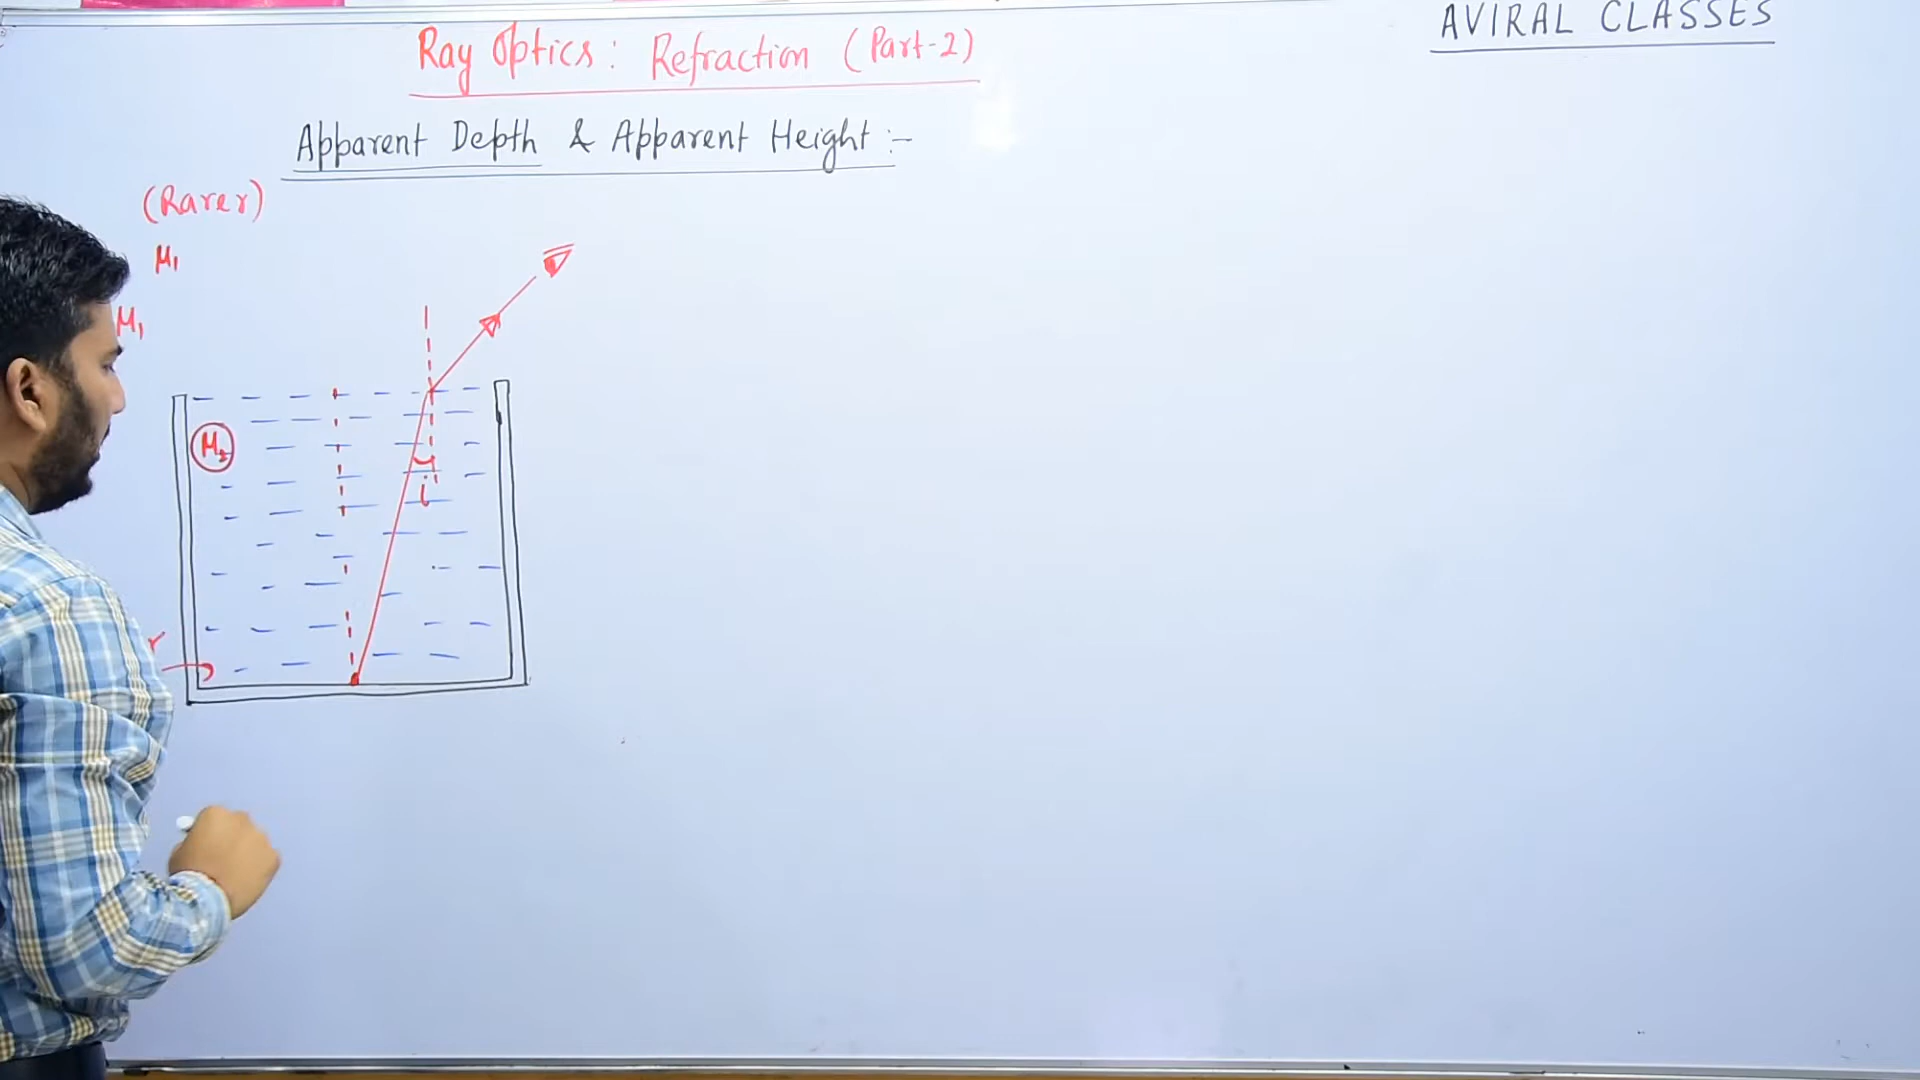 AVIRAL CLASSES
Ray Optics : Refraction (Part-2)
Apparent Depth & Apparent Height :-
(Rarer)
μ₁
μ₁
μ₂
i
r